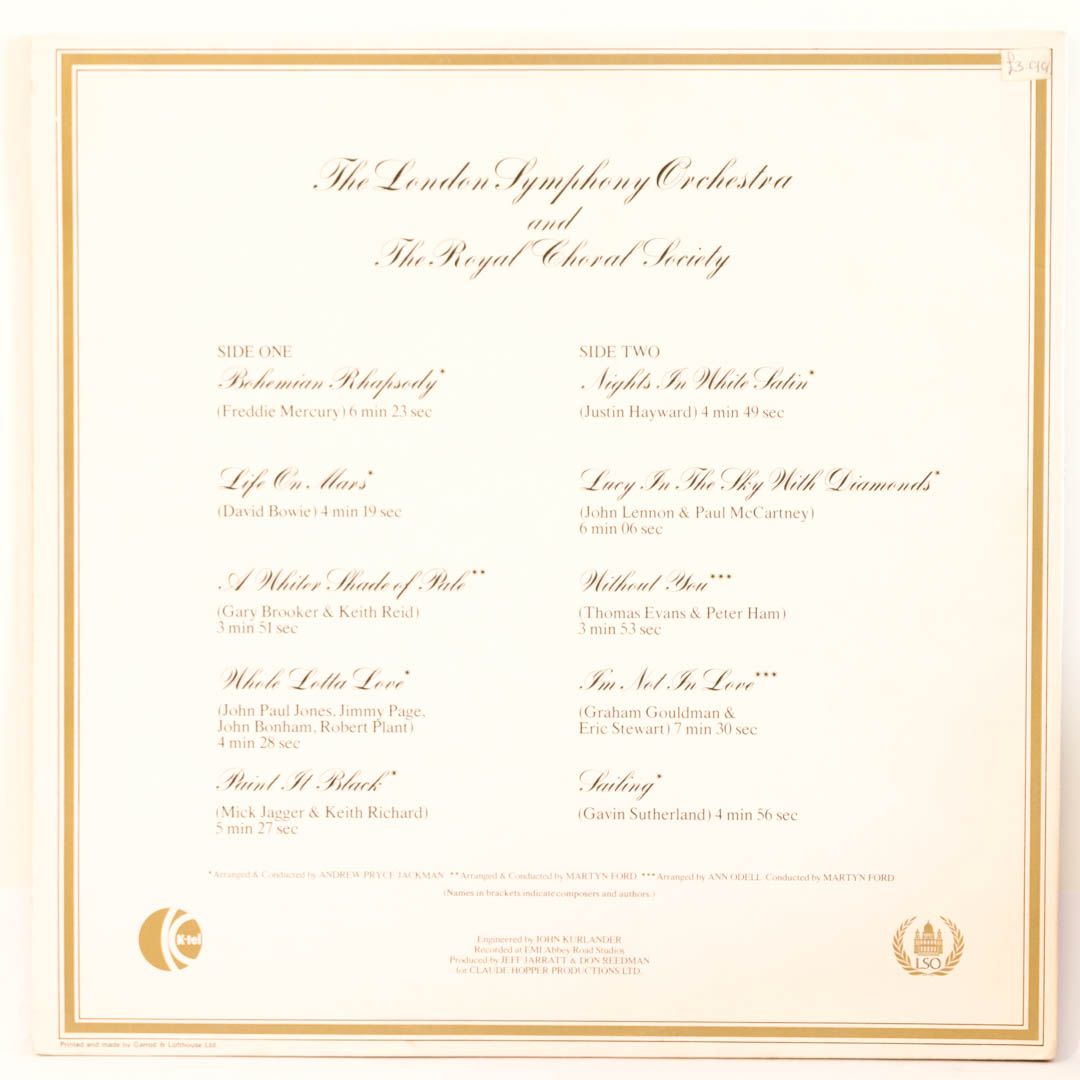 £3.99
The London Symphony Orchestra
and
The Royal Choral Society
SIDE ONE
Bohemian Rhapsody*
(Freddie Mercury) 6 min 23 sec
Life On Mars*
(David Bowie) 4 min 19 sec
A Whiter Shade of Pale**
(Gary Brooker & Keith Reid)
3 min 51 sec
Whole Lotta Love*
(John Paul Jones, Jimmy Page,
John Bonham, Robert Plant)
4 min 28 sec
Paint It Black*
(Mick Jagger & Keith Richard)
5 min 27 sec
SIDE TWO
Nights In White Satin*
(Justin Hayward) 4 min 49 sec
Lucy In The Sky With Diamonds*
(John Lennon & Paul McCartney)
6 min 06 sec
Without You***
(Thomas Evans & Peter Ham)
3 min 53 sec
I'm Not In Love***
(Graham Gouldman &
Eric Stewart) 7 min 30 sec
Sailing*
(Gavin Sutherland) 4 min 56 sec
*Arranged & Conducted by ANDREW PRYCE JACKMAN **Arranged & Conducted by MARTYN FORD ***Arranged by ANN ODELL Conducted by MARTYN FORD
(Names in brackets indicate composers and authors.)
K-tel
Engineered by JOHN KURLANDER
Recorded at EMI Abbey Road Studios
Produced by JEFF JARRATT & DON REEDMAN
for CLAUDE HOPPER PRODUCTIONS LTD.
LSO
Printed and made by Garrod & Lofthouse Ltd.